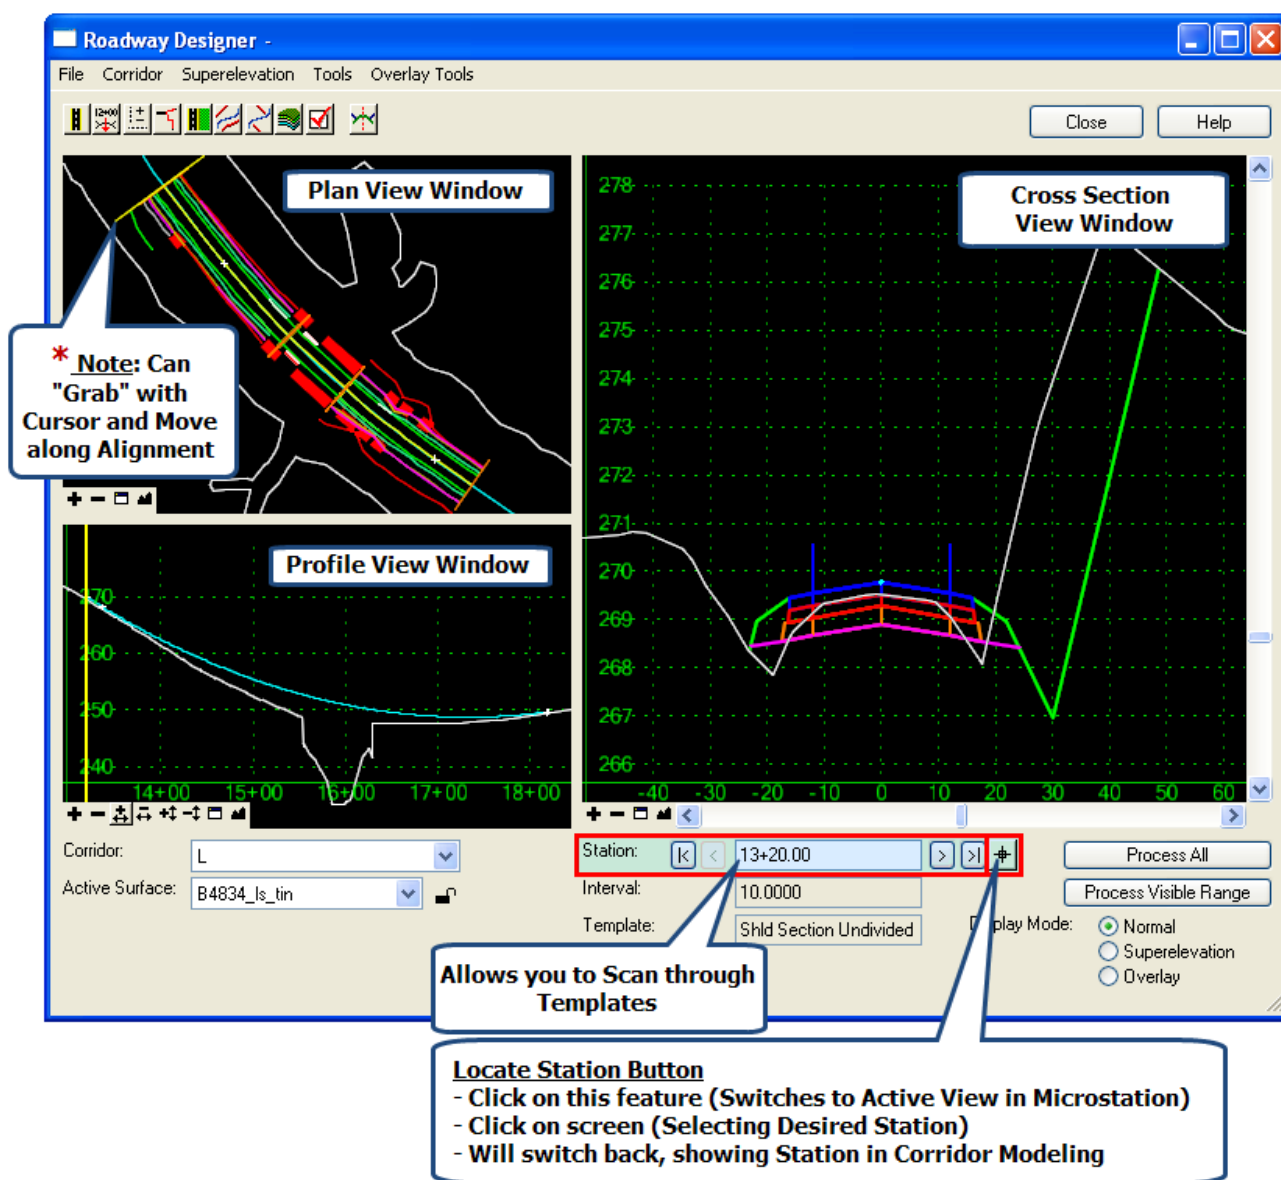 Roadway Designer -
File Corridor Superelevation Tools Overlay Tools
12+00
Close Help
Plan View Window
* Note: Can
"Grab" with
Cursor and Move
along Alignment
Cross Section
View Window
278
277
276
275
274
273
272
271
270
269
268
267
266
-40 -30 -20 -10 0 10 20 30 40 50 60
Profile View Window
270
260
250
240
14+00 15+00 16+00 17+00 18+00
Corridor: L
Active Surface: B4834_ls_tin
Station: 13+20.00
Interval: 10.0000
Template: Shld Section Undivided
Process All
Process Visible Range
Display Mode: Normal
Superelevation
Overlay
Allows you to Scan through
Templates
Locate Station Button
- Click on this feature (Switches to Active View in Microstation)
- Click on screen (Selecting Desired Station)
- Will switch back, showing Station in Corridor Modeling